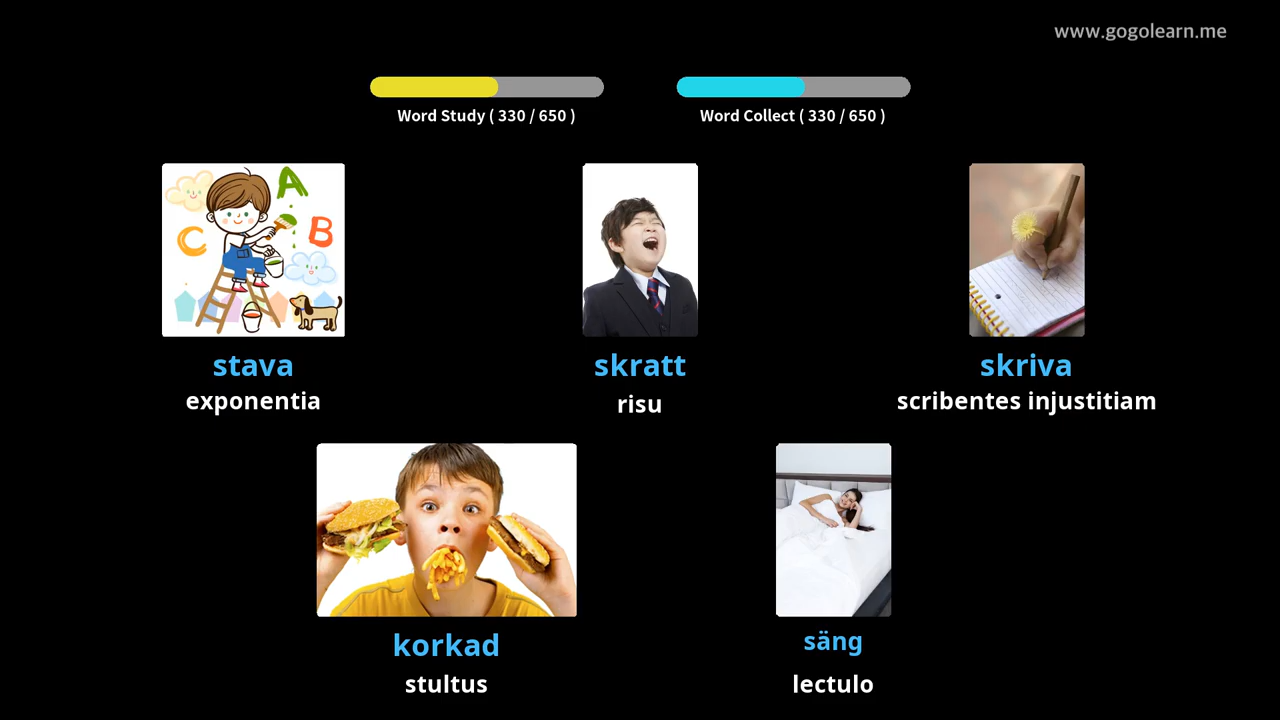 www.gogolearn.me
Word Study ( 330 / 650 )
Word Collect ( 330 / 650 )
A
B
C
stava
exponentia
skratt
risu
skriva
scribentes injustitiam
korkad
stultus
säng
lectulo